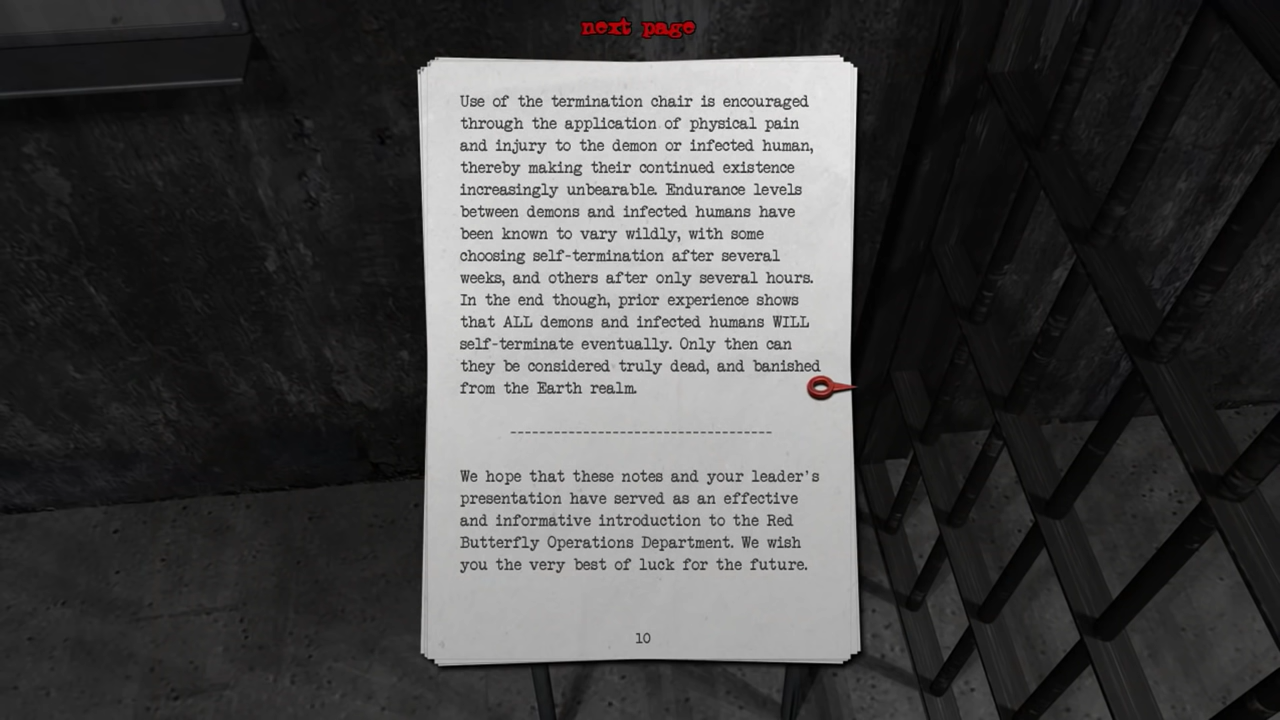 next page
Use of the termination chair is encouraged
through the application of physical pain
and injury to the demon or infected human,
thereby making their continued existence
increasingly unbearable. Endurance levels
between demons and infected humans have
been known to vary wildly, with some
choosing self-termination after several
weeks, and others after only several hours.
In the end though, prior experience shows
that ALL demons and infected humans WILL
self-terminate eventually. Only then can
they be considered truly dead, and banished
from the Earth realm.
------------------------------------
We hope that these notes and your leader's
presentation have served as an effective
and informative introduction to the Red
Butterfly Operations Department. We wish
you the very best of luck for the future.
10